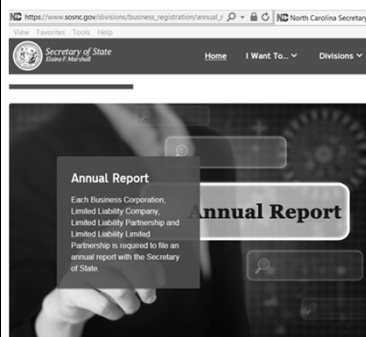 https://www.sosnc.gov/divisions/business_registration/annual_r
North Carolina Secretary
View Favorites Tools Help
Secretary of State
Elaine F. Marshall
Home I Want To... Divisions
Annual Report
Each Business Corporation,
Limited Liability Company,
Limited Liability Partnership and
Limited Liability Limited
Partnership is required to file an
annual report with the Secretary
of State.
Annual Report